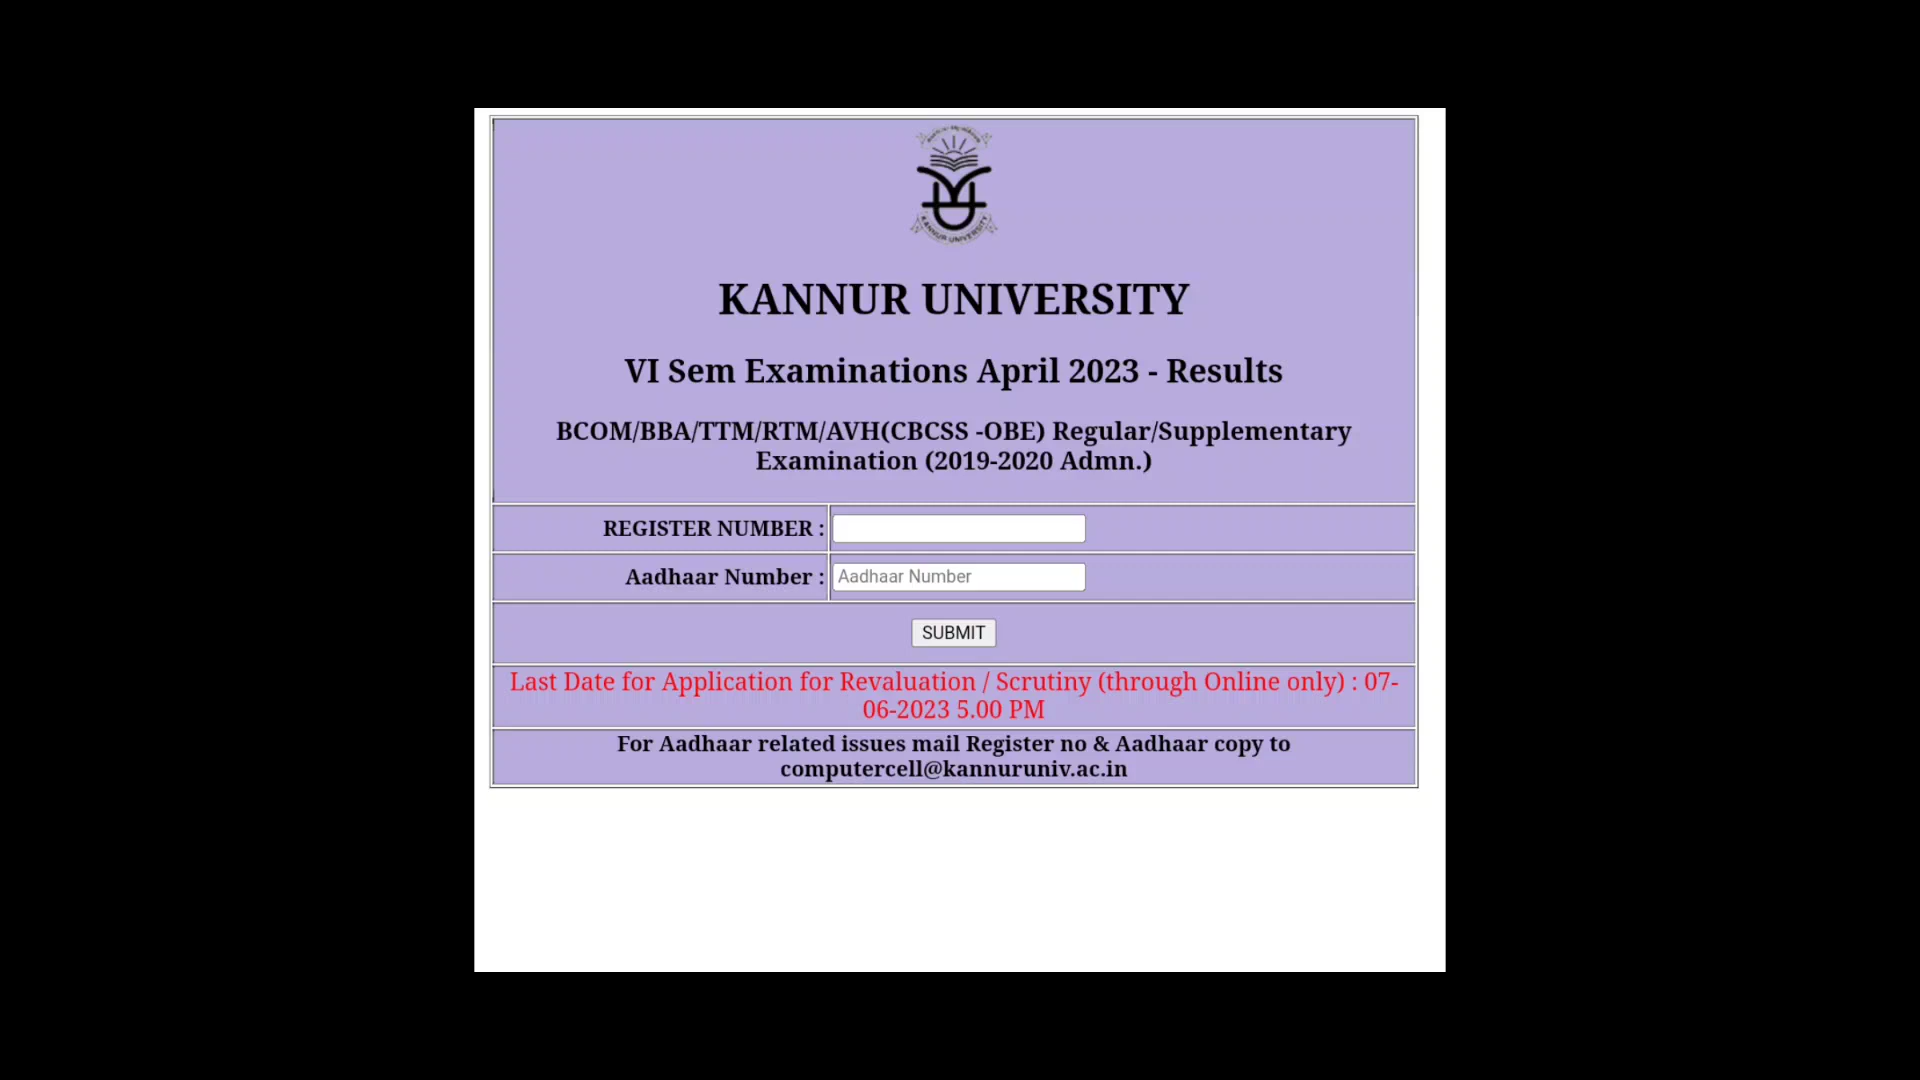 KANNUR UNIVERSITY
KANNUR UNIVERSITY
VI Sem Examinations April 2023 - Results
BCOM/BBA/TTM/RTM/AVH(CBCSS -OBE) Regular/Supplementary
Examination (2019-2020 Admn.)
REGISTER NUMBER :
Aadhaar Number : Aadhaar Number
SUBMIT
Last Date for Application for Revaluation / Scrutiny (through Online only) : 07-
06-2023 5.00 PM
For Aadhaar related issues mail Register no & Aadhaar copy to
computercell@kannuruniv.ac.in